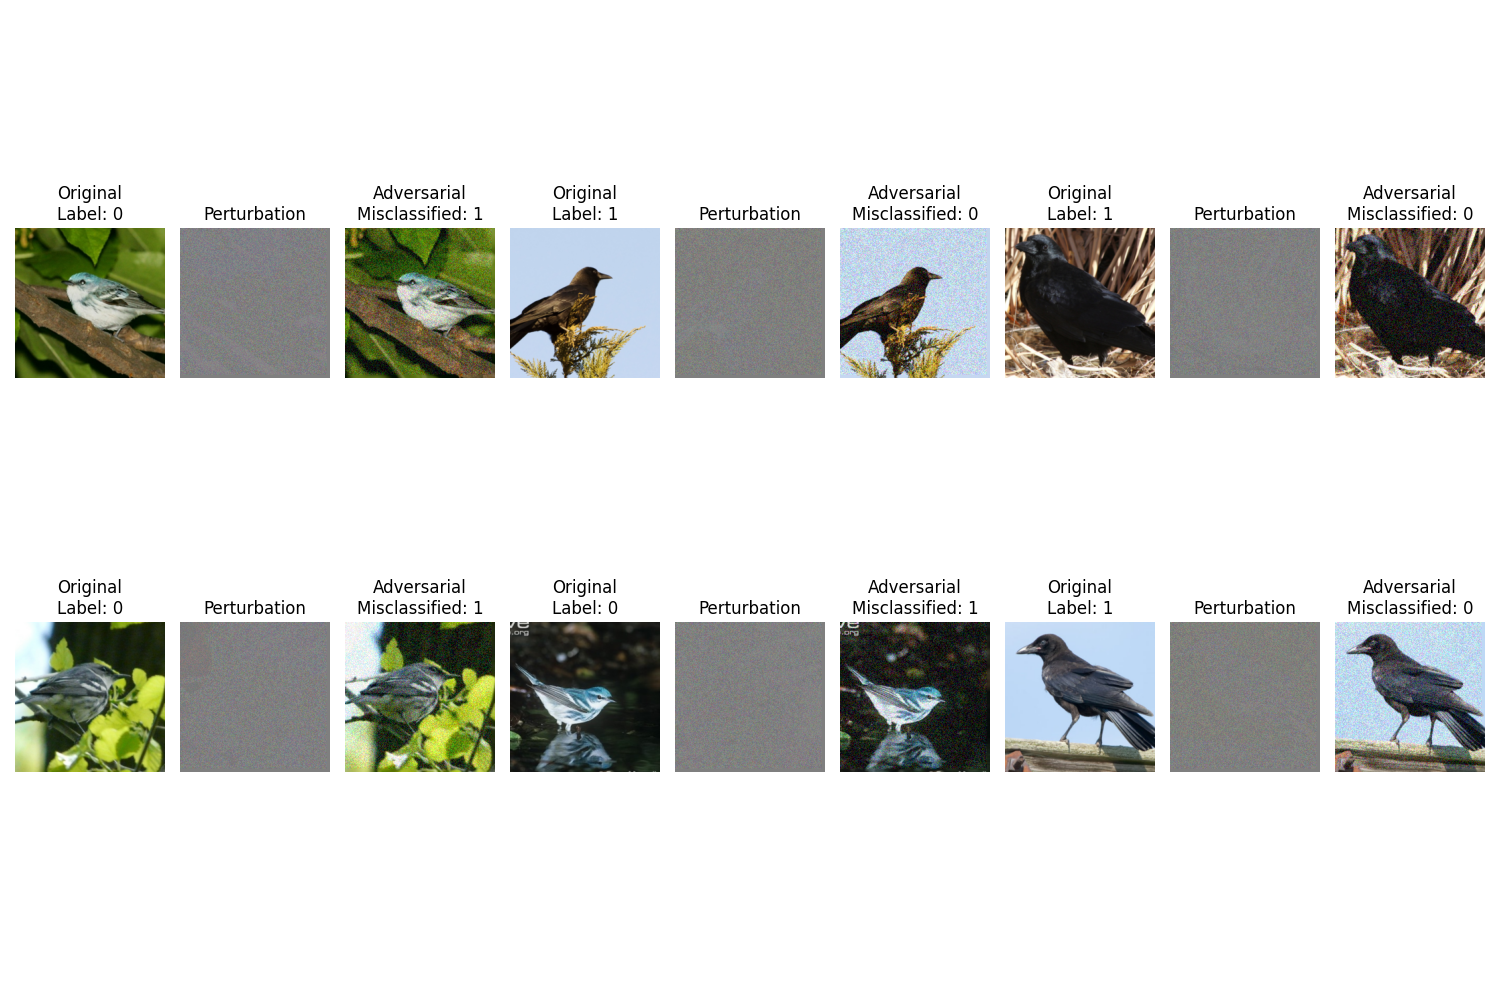 Original
Label: 0
Perturbation
Adversarial
Misclassified: 1
Original
Label: 1
Perturbation
Adversarial
Misclassified: 0
Original
Label: 1
Perturbation
Adversarial
Misclassified: 0
Original
Label: 0
Perturbation
Adversarial
Misclassified: 1
Original
Label: 0
Perturbation
Adversarial
Misclassified: 1
Original
Label: 1
Perturbation
Adversarial
Misclassified: 0